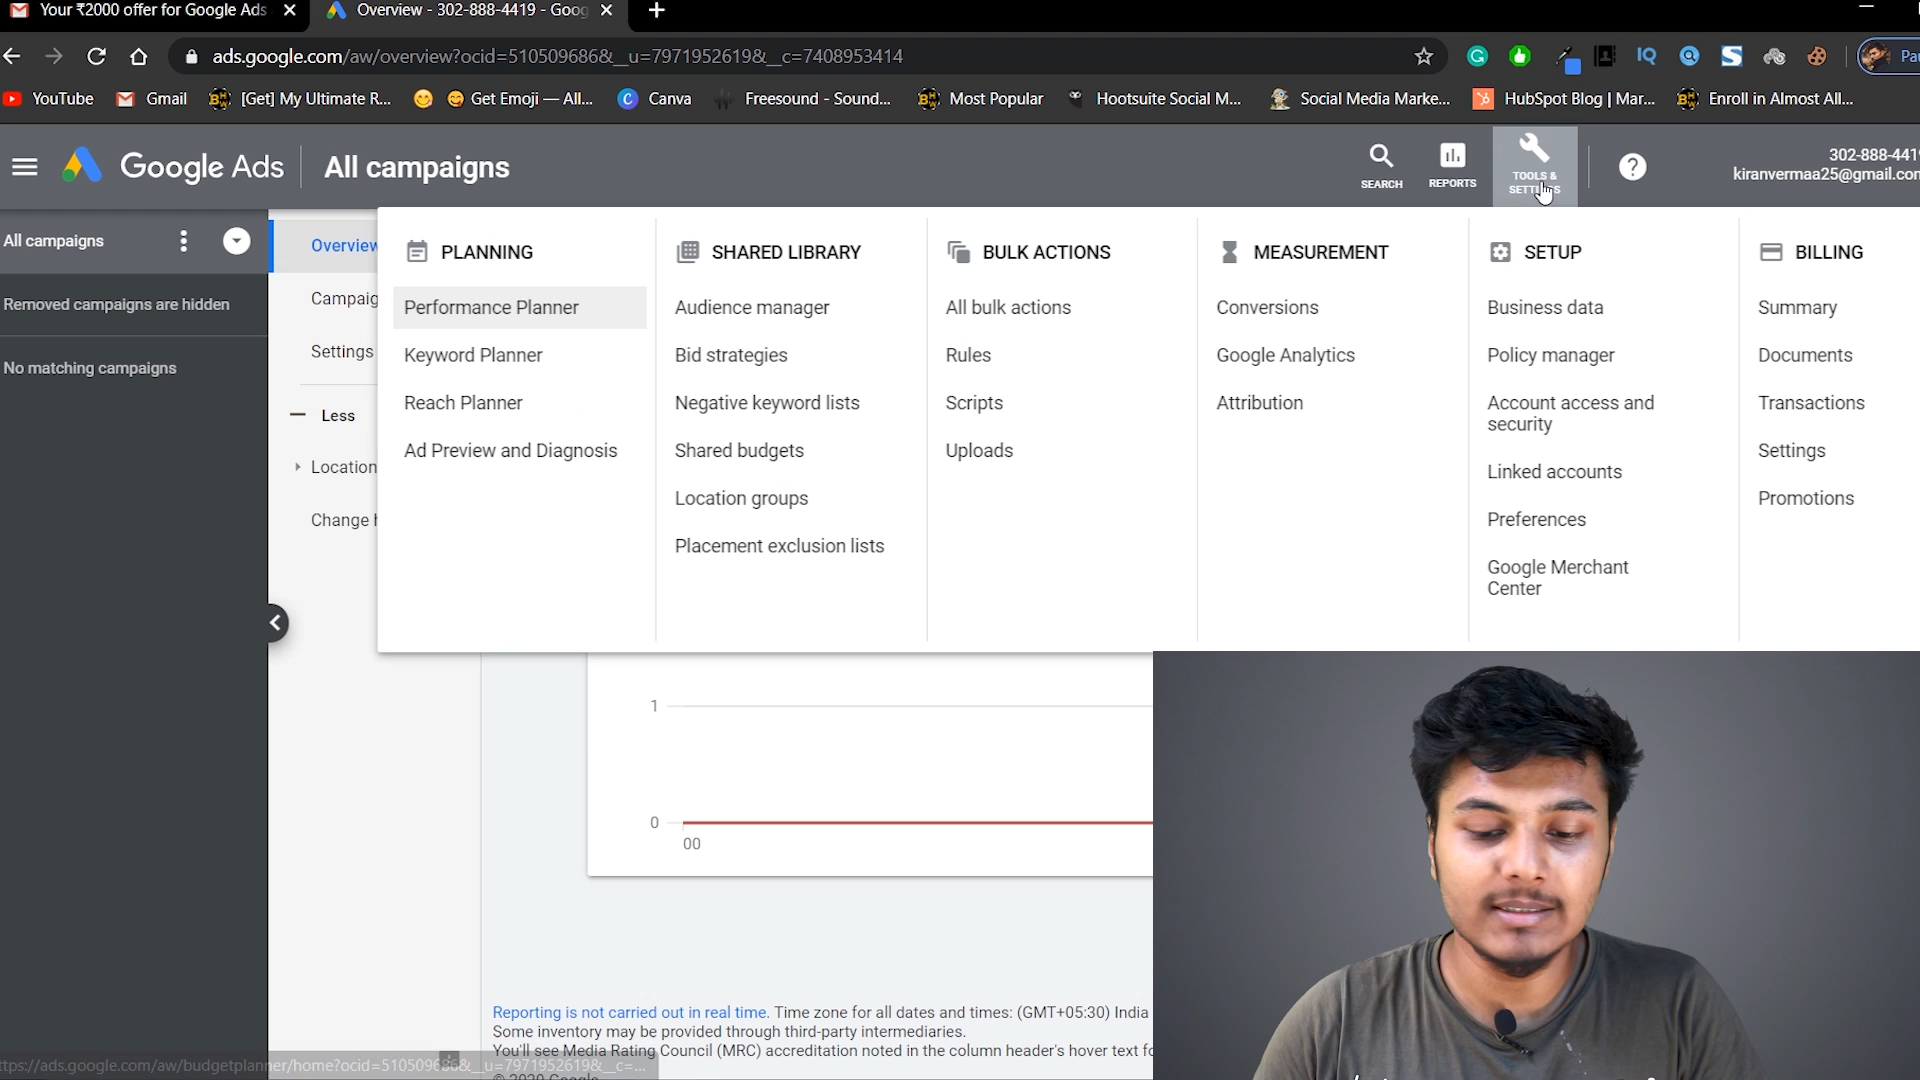 Your ₹2000 offer for Google Ads
Overview - 302-888-4419 - Goog
ads.google.com/aw/overview?ocid=510509686&__u=7971952619&__c=7408953414
YouTube
Gmail
[Get] My Ultimate R...
Get Emoji — All...
Canva
Freesound - Sound...
Most Popular
Hootsuite Social M...
Social Media Marke...
HubSpot Blog | Mar...
Enroll in Almost All...
Google Ads
All campaigns
SEARCH
REPORTS
TOOLS &
SETTINGS
302-888-4419
kiranvermaa25@gmail.com
All campaigns
Removed campaigns are hidden
No matching campaigns
Overview
Campaig
Settings
Less
Location
Change h
PLANNING
Performance Planner
Keyword Planner
Reach Planner
Ad Preview and Diagnosis
SHARED LIBRARY
Audience manager
Bid strategies
Negative keyword lists
Shared budgets
Location groups
Placement exclusion lists
BULK ACTIONS
All bulk actions
Rules
Scripts
Uploads
MEASUREMENT
Conversions
Google Analytics
Attribution
SETUP
Business data
Policy manager
Account access and
security
Linked accounts
Preferences
Google Merchant
Center
BILLING
Summary
Documents
Transactions
Settings
Promotions
1
0
00
Reporting is not carried out in real time. Time zone for all dates and times: (GMT+05:30) India
Some inventory may be provided through third-party intermediaries.
You'll see Media Rating Council (MRC) accreditation noted in the column header's hover text fo
© 2020 Google
ttps://ads.google.com/aw/budgetplanner/home?ocid=510509686&__u=7971952619&__c=...